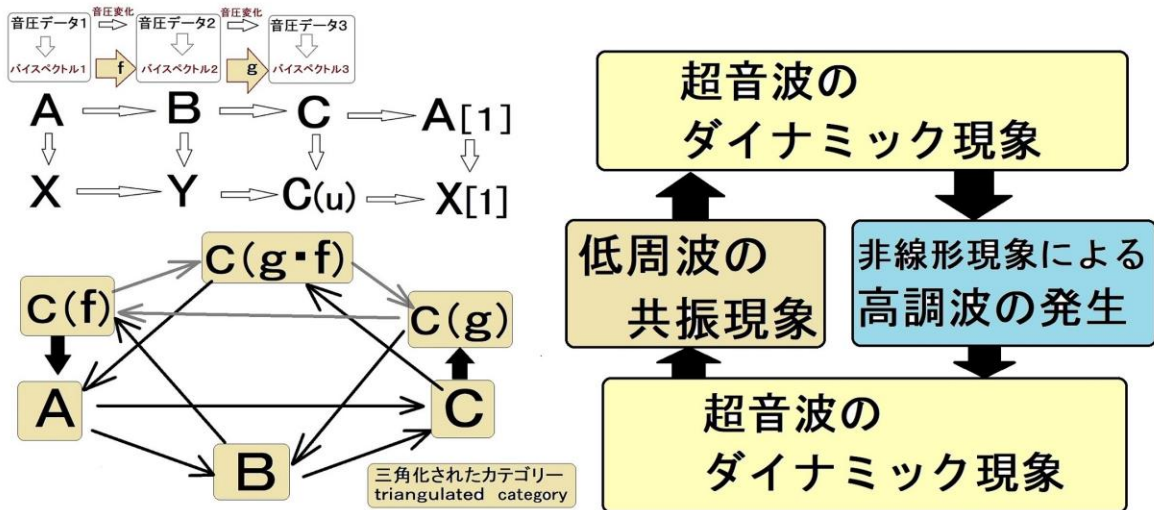 音圧データ1 音圧変化 音圧データ2 音圧変化 音圧データ3
バイスペクトル1 f バイスペクトル2 g バイスペクトル3
A B C A[1]
X Y C(u) X[1]
C(g・f)
C(f)
C(g)
A
C
B
三角化されたカテゴリー
triangulated category
超音波の
ダイナミック現象
低周波の
共振現象
非線形現象による
高調波の発生
超音波の
ダイナミック現象